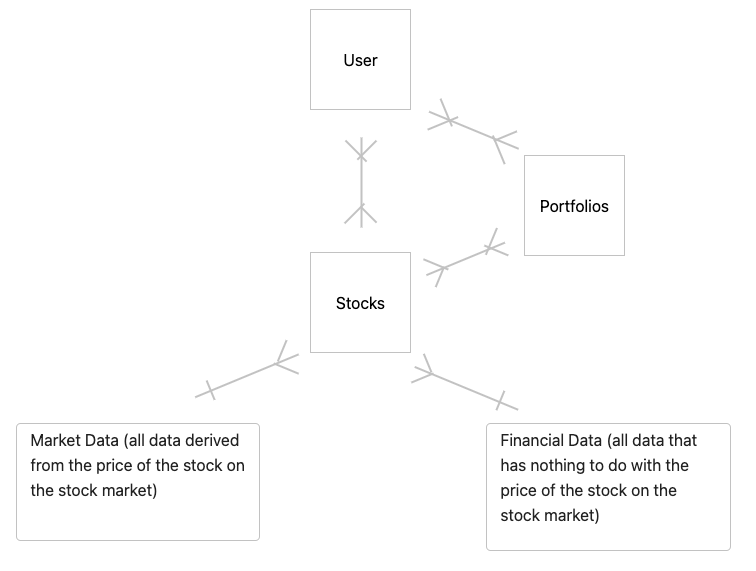 User
Portfolios
Stocks
Market Data (all data derived
from the price of the stock on
the stock market)
Financial Data (all data that
has nothing to do with the
price of the stock on the
stock market)